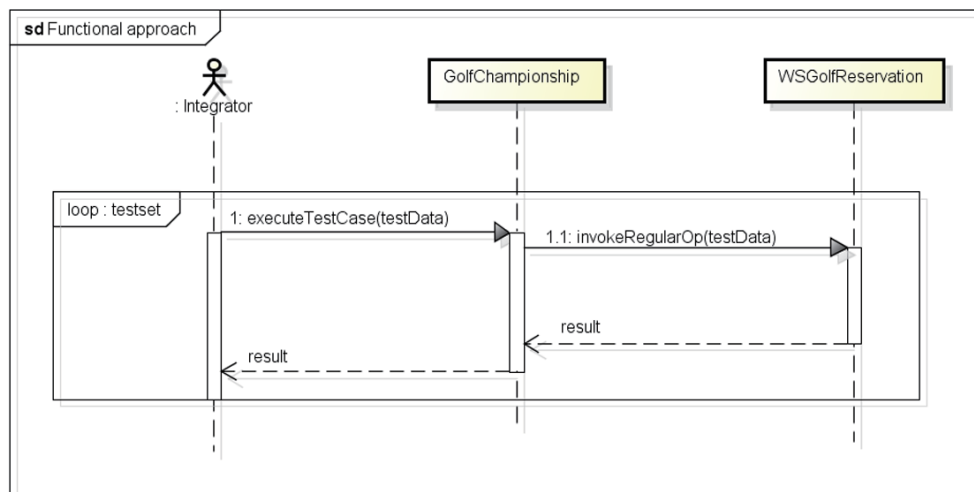 sd Functional approach
: Integrator
GolfChampionship
WSGolfReservation
loop : testset
1: executeTestCase(testData)
1.1: invokeRegularOp(testData)
result
result